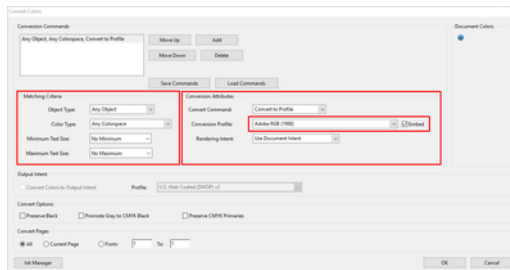 Convert Colors
Conversion Commands
Document Colors
Any Object, Any Colorspace, Convert to Profile
Move Up
Add
Move Down
Delete
Save Commands
Load Commands
Matching Criteria
Object Type:
Any Object
Color Type:
Any Colorspace
Minimum Text Size:
No Minimum
Maximum Text Size:
No Maximum
Conversion Attributes
Convert Command:
Convert to Profile
Conversion Profile:
Adobe RGB (1998)
Embed
Rendering Intent:
Use Document Intent
Output Intent
Convert Colors to Output Intent
Profile:
U.S. Web Coated (SWOP) v2
Convert Options
Preserve Black
Promote Gray to CMYK Black
Preserve CMYK Primaries
Convert Pages
All
Current Page
From:
1
To:
1
Ink Manager
OK
Cancel